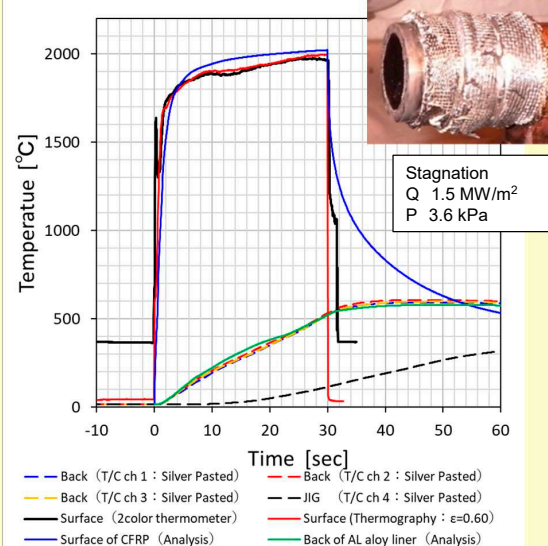 2000
1500
1000
500
0
Temperatue [℃]
Stagnation
Q 1.5 MW/m²
P 3.6 kPa
-10 0 10 20 30 40 50 60
Time [sec]
Back (T/C ch 1：Silver Pasted) Back (T/C ch 2：Silver Pasted)
Back (T/C ch 3：Silver Pasted) JIG (T/C ch 4：Silver Pasted)
Surface (2color thermometer) Surface (Thermography：ε=0.60)
Surface of CFRP (Analysis) Back of AL aloy liner (Analysis)